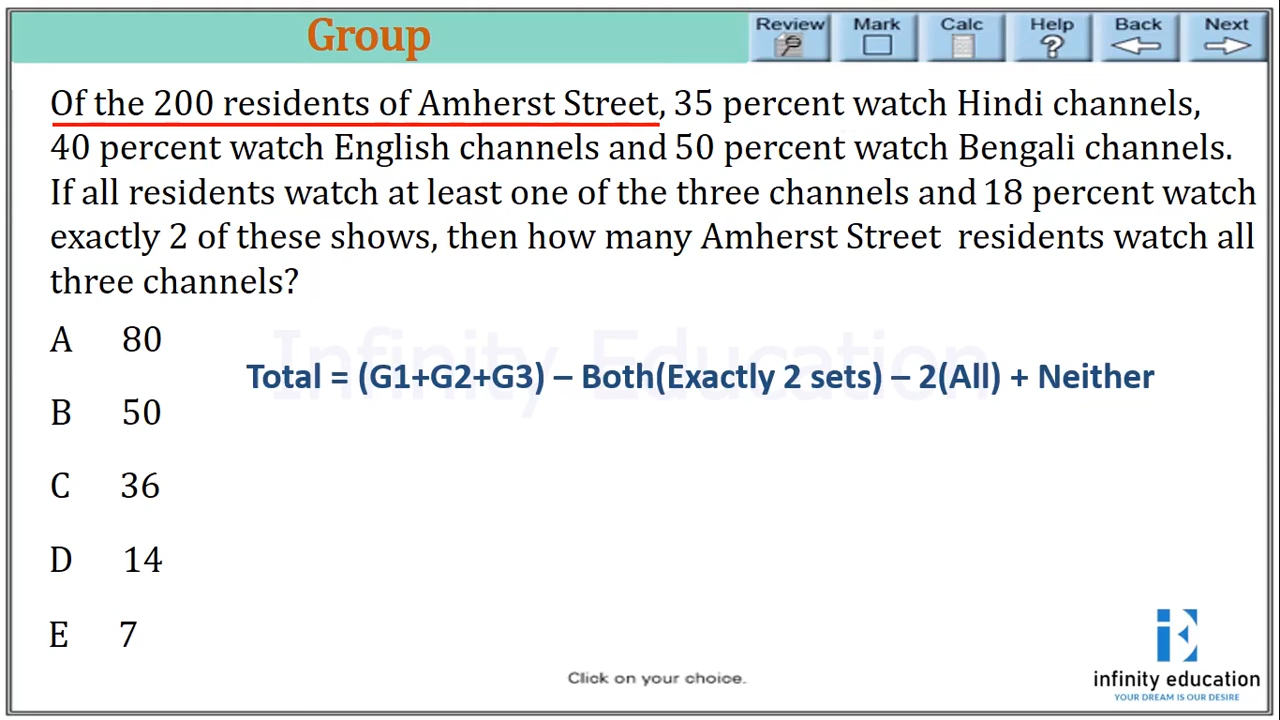 Group
Review Mark Calc Help Back Next
Of the 200 residents of Amherst Street, 35 percent watch Hindi channels,
40 percent watch English channels and 50 percent watch Bengali channels.
If all residents watch at least one of the three channels and 18 percent watch
exactly 2 of these shows, then how many Amherst Street residents watch all
three channels?
A 80
Infinity Education
Total = (G1+G2+G3) – Both(Exactly 2 sets) – 2(All) + Neither
B 50
C 36
D 14
E 7
Click on your choice.
iE
infinity education
YOUR DREAM IS OUR DESIRE